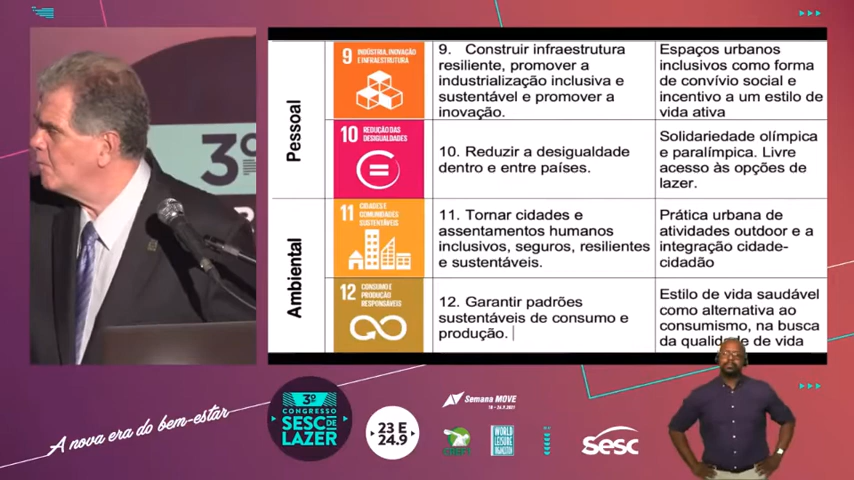 3º
Pessoal
9 INDÚSTRIA, INOVAÇÃO
E INFRAESTRUTURA
9. Construir infraestrutura
resiliente, promover a
industrialização inclusiva e
sustentável e promover a
inovação.
Espaços urbanos
inclusivos como forma
de convívio social e
incentivo a um estilo de
vida ativa
10 REDUÇÃO DAS
DESIGUALDADES
10. Reduzir a desigualdade
dentro e entre países.
Solidariedade olímpica
e paralímpica. Livre
acesso às opções de
lazer.
Ambiental
11 CIDADES E
COMUNIDADES
SUSTENTÁVEIS
11. Tornar cidades e
assentamentos humanos
inclusivos, seguros, resilientes
e sustentáveis.
Prática urbana de
atividades outdoor e a
integração cidade-
cidadão
12 CONSUMO E
PRODUÇÃO
RESPONSÁVEIS
12. Garantir padrões
sustentáveis de consumo e
produção.
Estilo de vida saudável
como alternativa ao
consumismo, na busca
da qualidade de vida
A nova era do bem-estar
3º
CONGRESSO
SESC DE
LAZER
23 E
24.9
Semana MOVE
WORLD
LEISURE
ORGANIZATION
Sesc